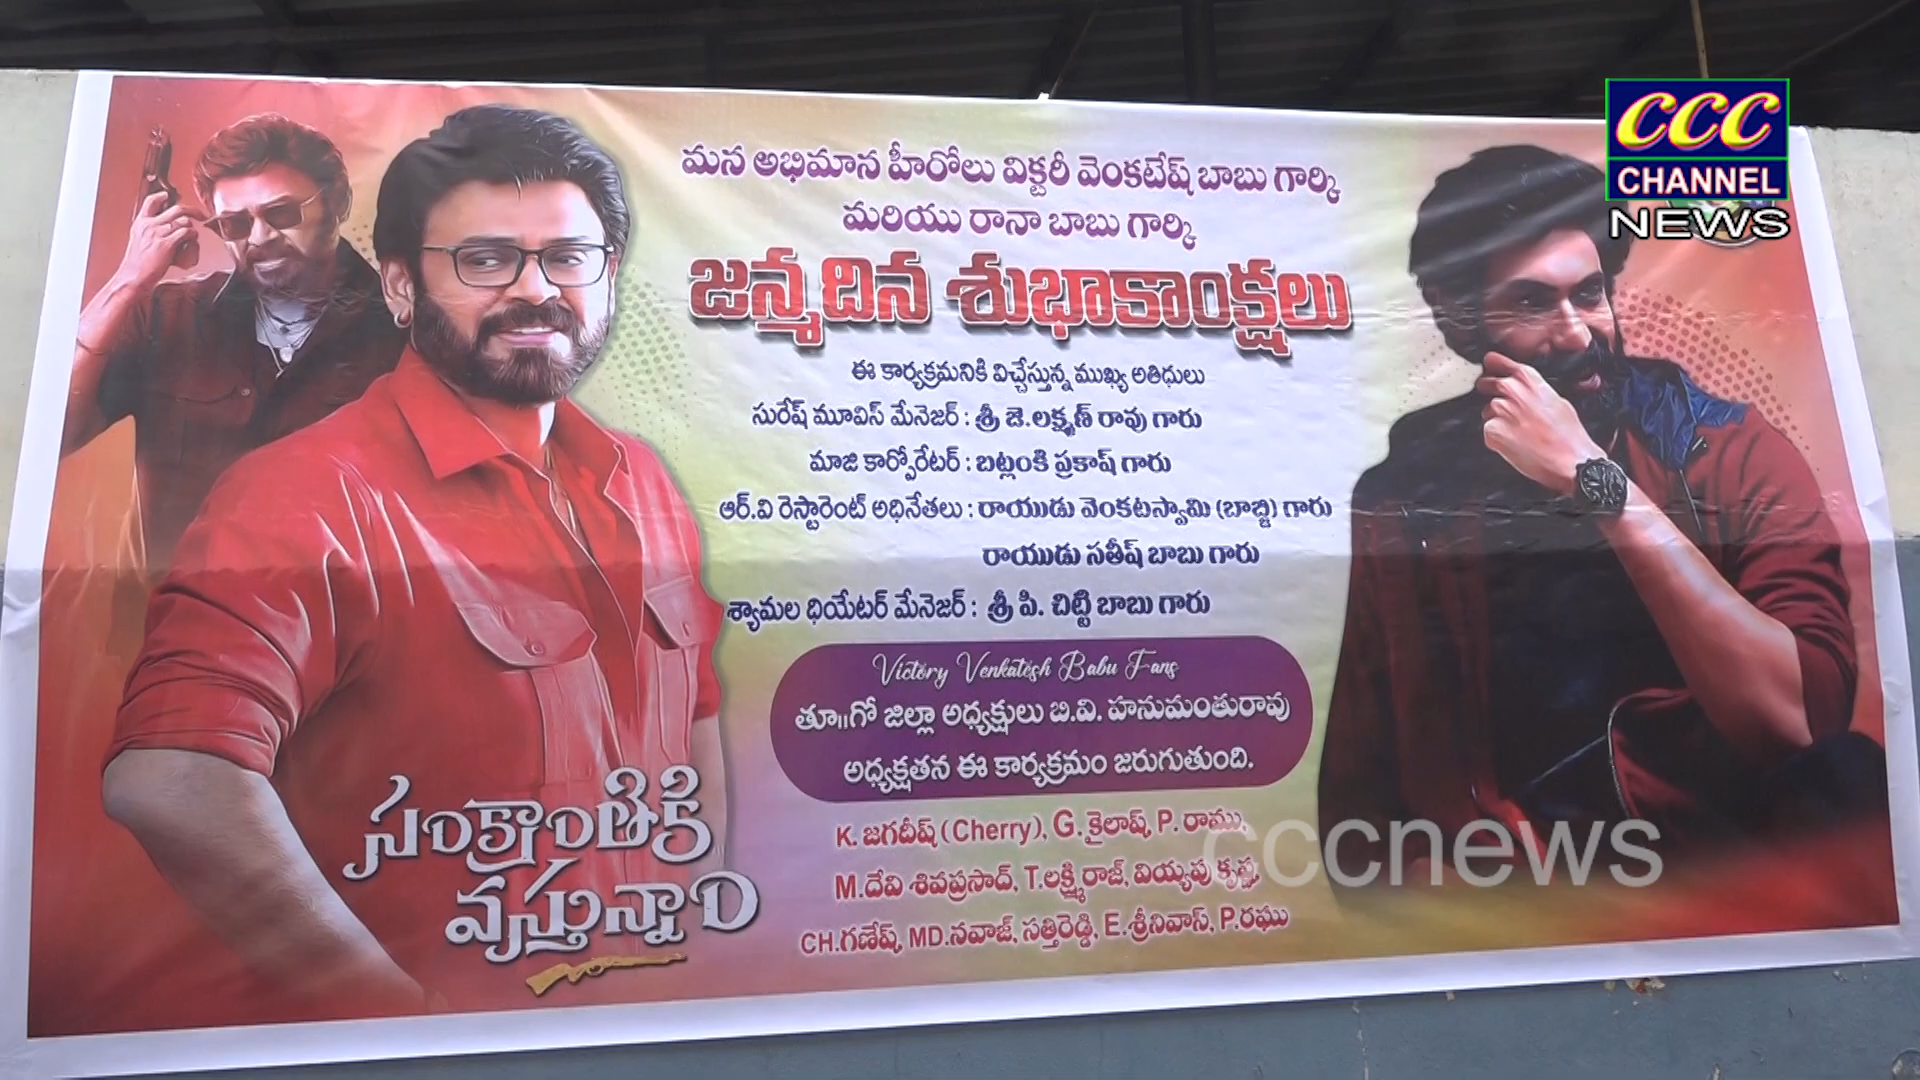 మన అభిమాన హీరోలు విక్టరీ వెంకటేష్ బాబు గార్కి
మరియు రానా బాబు గార్కి
జన్మదిన శుభాకాంక్షలు
ఈ కార్యక్రమనికి విచ్చేస్తున్న ముఖ్య అతిధులు
సురేష్ మూవిస్ మేనేజర్ : శ్రీ జె.లక్ష్మణ్ రావు గారు
మాజి కార్పోరేటర్ : బట్లంకి ప్రకాష్ గారు
ఆర్.వి రెస్టారెంట్ అధినేతలు : రాయుడు వెంకటస్వామి (బాబ్జి) గారు
రాయుడు సతీష్ బాబు గారు
శ్యామల థియేటర్ మేనెజర్ : శ్రీ పి. చిట్టి బాబు గారు
Victory Venkatesh Babu Fans
తూ॥గో జిల్లా అధ్యక్షులు బి.వి. హనుమంతురావు
అధ్యక్షతన ఈ కార్యక్రమం జరుగుతుంది.
K. జగదీష్ (Cherry), G. కైలాష్, P. రాము,
M.దేవి శివప్రసాద్, T.లక్ష్మిరాజ్, వియ్యపు కృష్ణ,
CH.గణేష్, MD.నవాజ్, సత్తిరెడ్డి, E.శ్రీనివాస్, P.రఘు
సంక్రాంతికి
వస్తున్నాం
CCC
CHANNEL
NEWS
cccnews